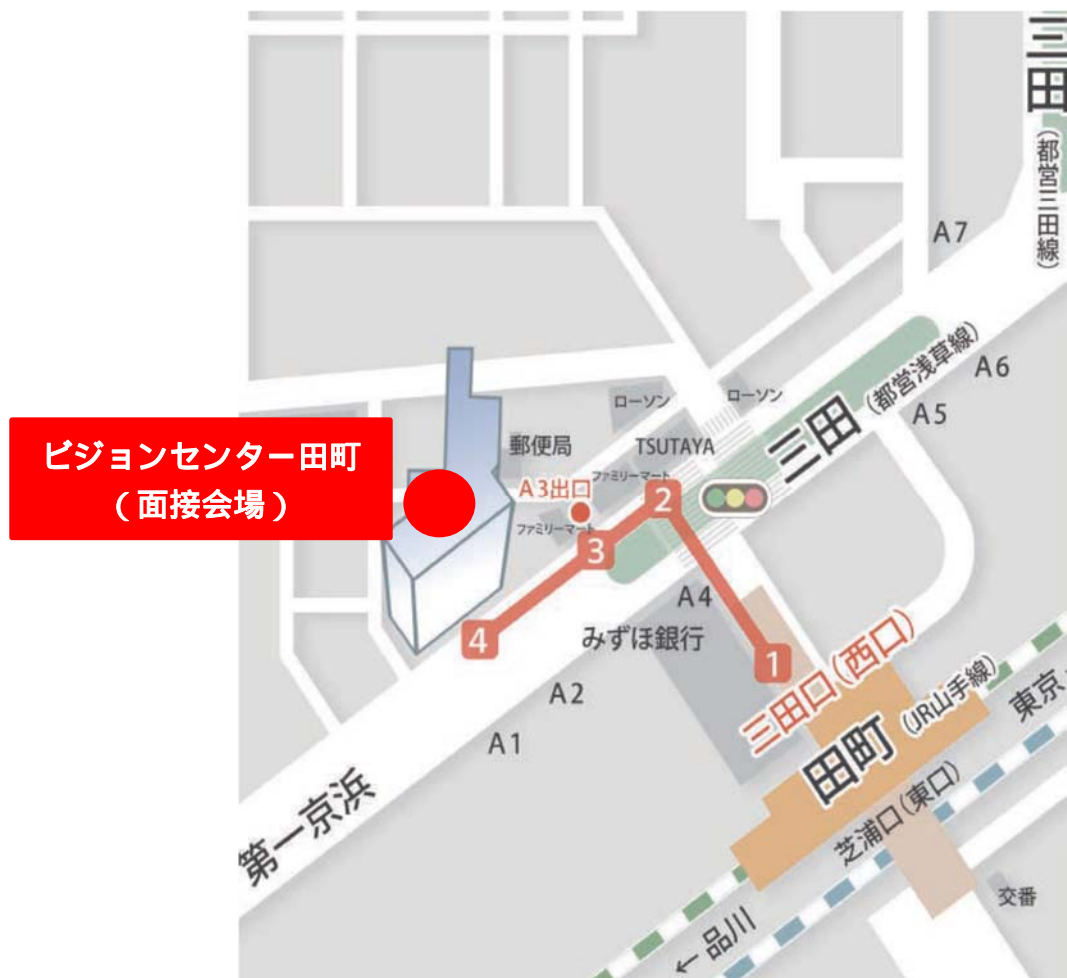 三田
(都営三田線)
A7
三田
(都営浅草線)
A6
A5
ローソン
ローソン
ビジョンセンター田町
(面接会場)
郵便局
TSUTAYA
ファミリーマート
A3出口
2
ファミリーマート
3
A4
みずほ銀行
1
4
三田口(西口)
A2
田町
(JR山手線)
東京
A1
第一京浜
芝浦口(東口)
交番
←品川